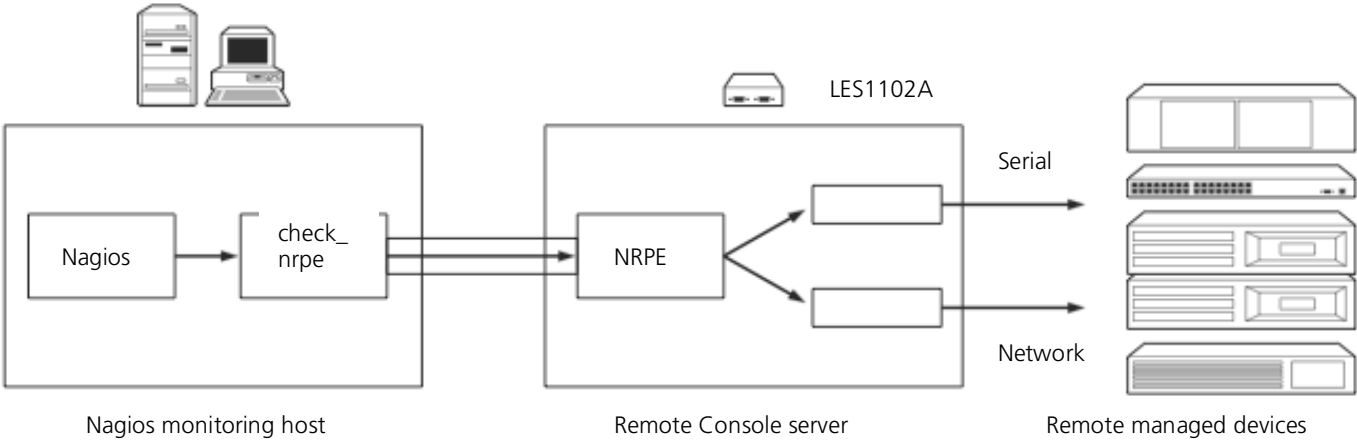 LES1102A
Serial
Nagios
check_
nrpe
NRPE
Network
Nagios monitoring host
Remote Console server
Remote managed devices